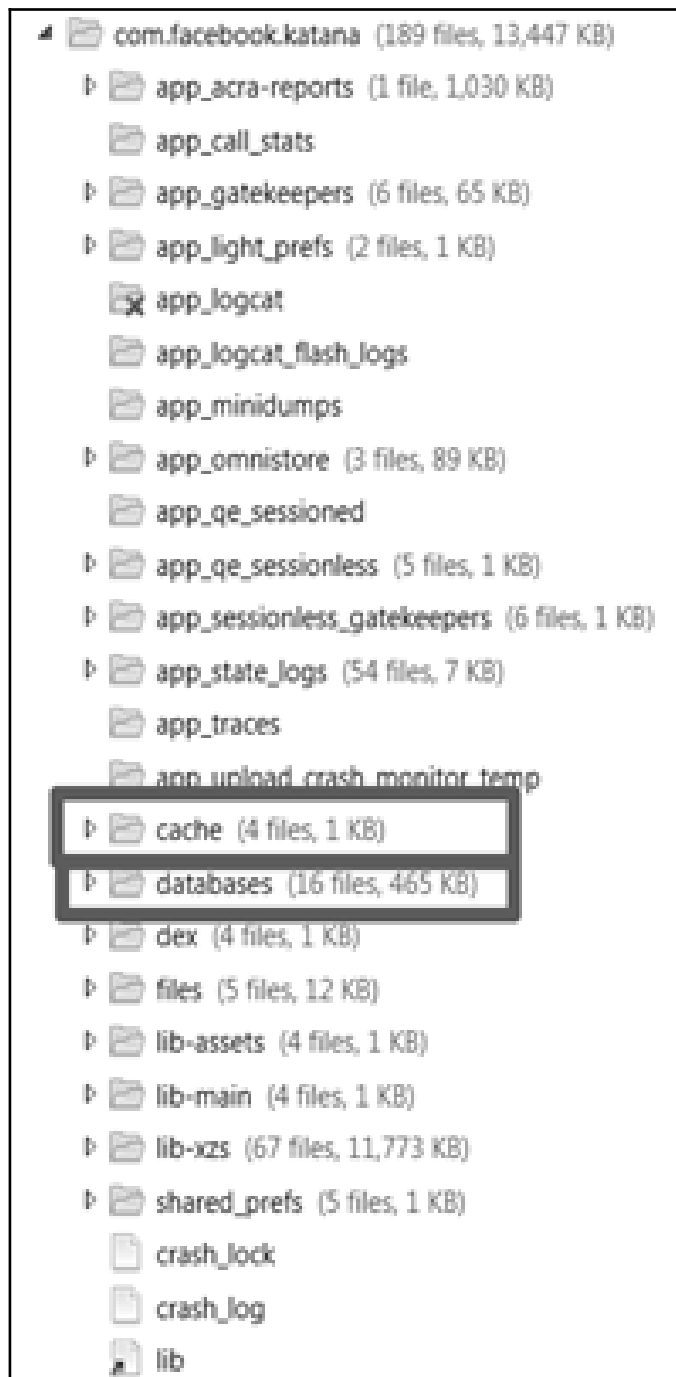 com.facebook.katana (189 files, 13,447 KB)
app_acra-reports (1 file, 1,030 KB)
app_call_stats
app_gatekeepers (6 files, 65 KB)
app_light_prefs (2 files, 1 KB)
app_logcat
app_logcat_flash_logs
app_minidumps
app_omnistore (3 files, 89 KB)
app_qe_sessioned
app_qe_sessionless (5 files, 1 KB)
app_sessionless_gatekeepers (6 files, 1 KB)
app_state_logs (54 files, 7 KB)
app_traces
app_upload_crash_monitor_temp
cache (4 files, 1 KB)
databases (16 files, 465 KB)
dex (4 files, 1 KB)
files (5 files, 12 KB)
lib-assets (4 files, 1 KB)
lib-main (4 files, 1 KB)
lib-xzs (67 files, 11,773 KB)
shared_prefs (5 files, 1 KB)
crash_lock
crash_log
lib